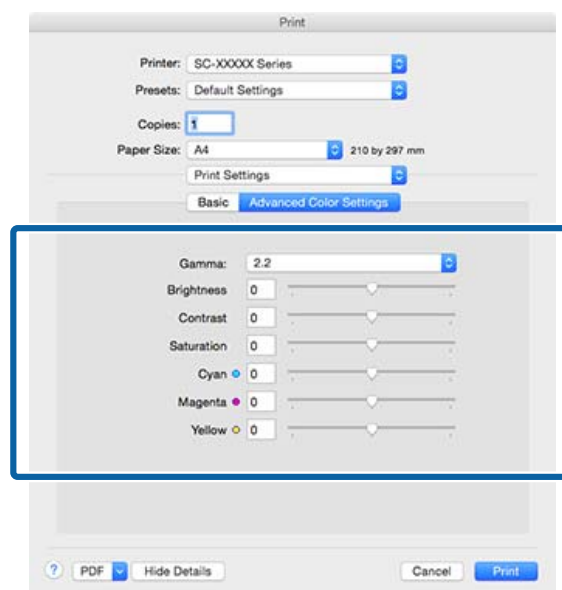 Print
Printer: SC-XXXXX Series
Presets: Default Settings
Copies: 1
Paper Size: A4 210 by 297 mm
Print Settings
Basic Advanced Color Settings
Gamma: 2.2
Brightness 0
Contrast 0
Saturation 0
Cyan 0
Magenta 0
Yellow 0
? PDF Hide Details Cancel Print